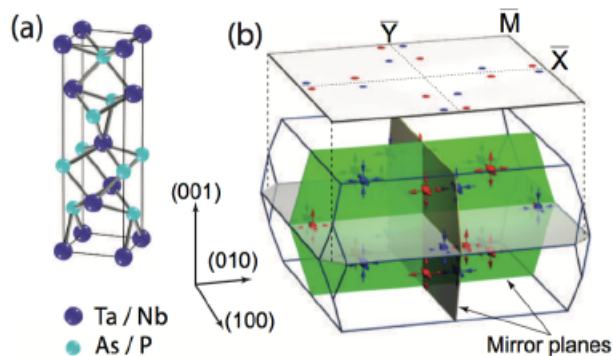 (a)
(b)
Ȳ
M̄
X̄
(001)
(010)
(100)
Ta / Nb
As / P
Mirror planes